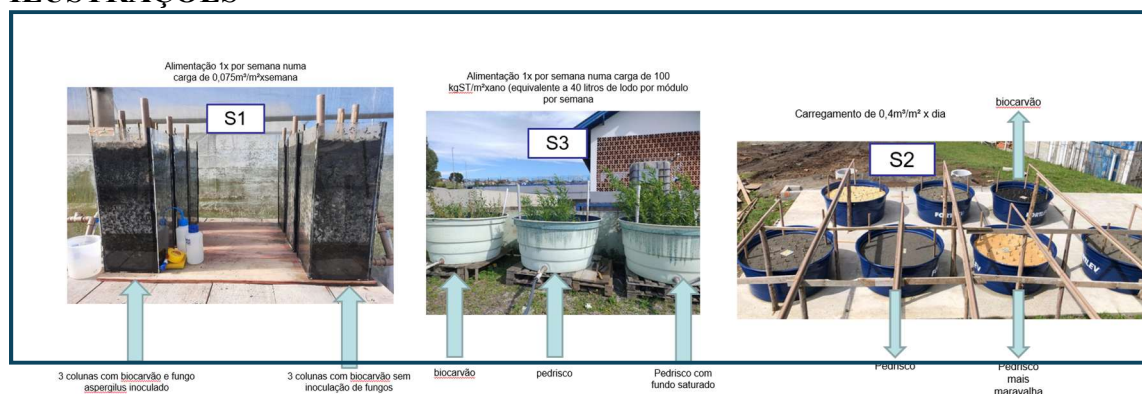 ILUSTRAÇÕES
Alimentação 1x por semana numa
carga de 0,075m³/m²xsemana
S1
3 colunas com biocarvão e fungo
aspergilus inoculado
3 colunas com biocarvão sem
inoculação de fungos
Alimentação 1x por semana numa carga de 100
kgST/m²xano (equivalente a 40 litros de lodo por módulo
por semana
S3
biocarvão
pedrisco
Pedrisco com
fundo saturado
biocarvão
Carregamento de 0,4m³/m² x dia
S2
FORTLEV
Pedrisco
Pedrisco
mais
maravalha